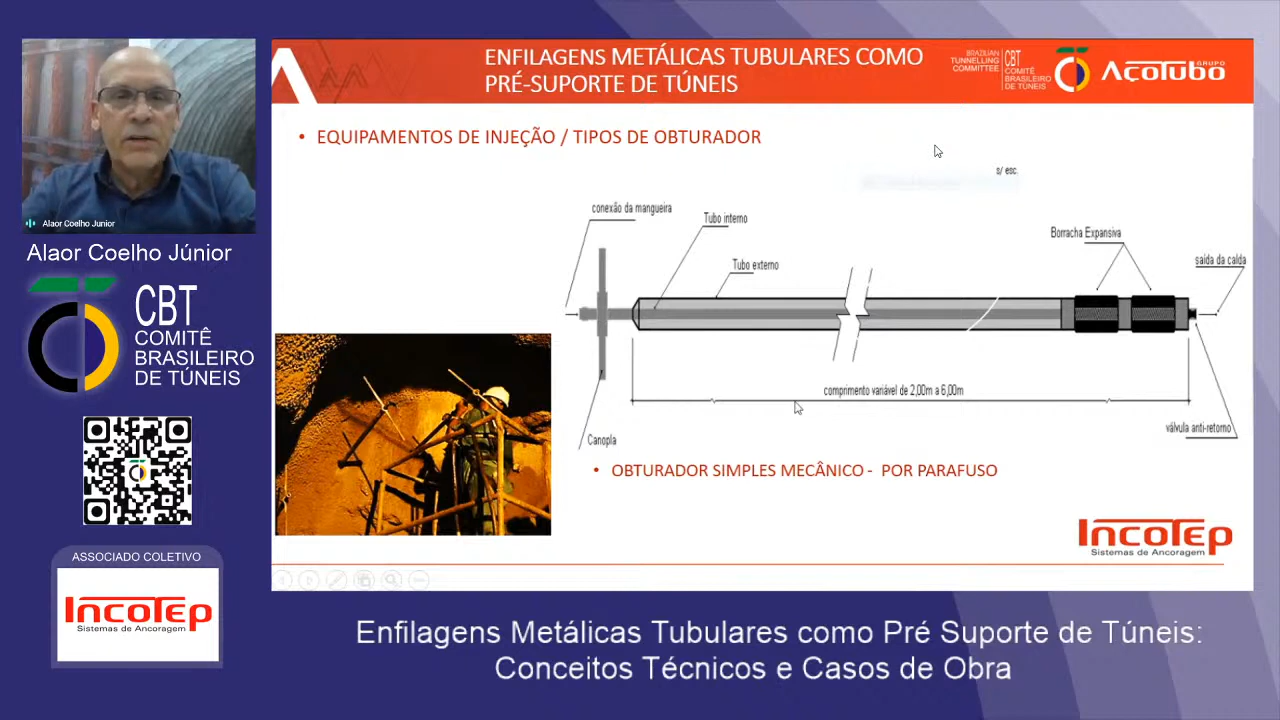 Alaor Coelho Junior
Alaor Coelho Júnior
CBT
COMITÊ
BRASILEIRO
DE TÚNEIS
ASSOCIADO COLETIVO
INCOTEP
Sistemas de Ancoragem
ENFILAGENS METÁLICAS TUBULARES COMO
PRÉ-SUPORTE DE TÚNEIS
BRAZILIAN
TUNNELLING
COMMITTEE
CBT
COMITÊ
BRASILEIRO
DE TÚNEIS
GRUPO
AÇOTUBO
• EQUIPAMENTOS DE INJEÇÃO / TIPOS DE OBTURADOR
s/ esc.
conexão da mangueira
Tubo interno
Tubo externo
Borracha Expansiva
saída da calda
comprimento variável de 2,00m a 6,00m
Canopla
válvula anti-retorno
• OBTURADOR SIMPLES MECÂNICO - POR PARAFUSO
INCOTEP
Sistemas de Ancoragem
Enfilagens Metálicas Tubulares como Pré Suporte de Túneis:
Conceitos Técnicos e Casos de Obra